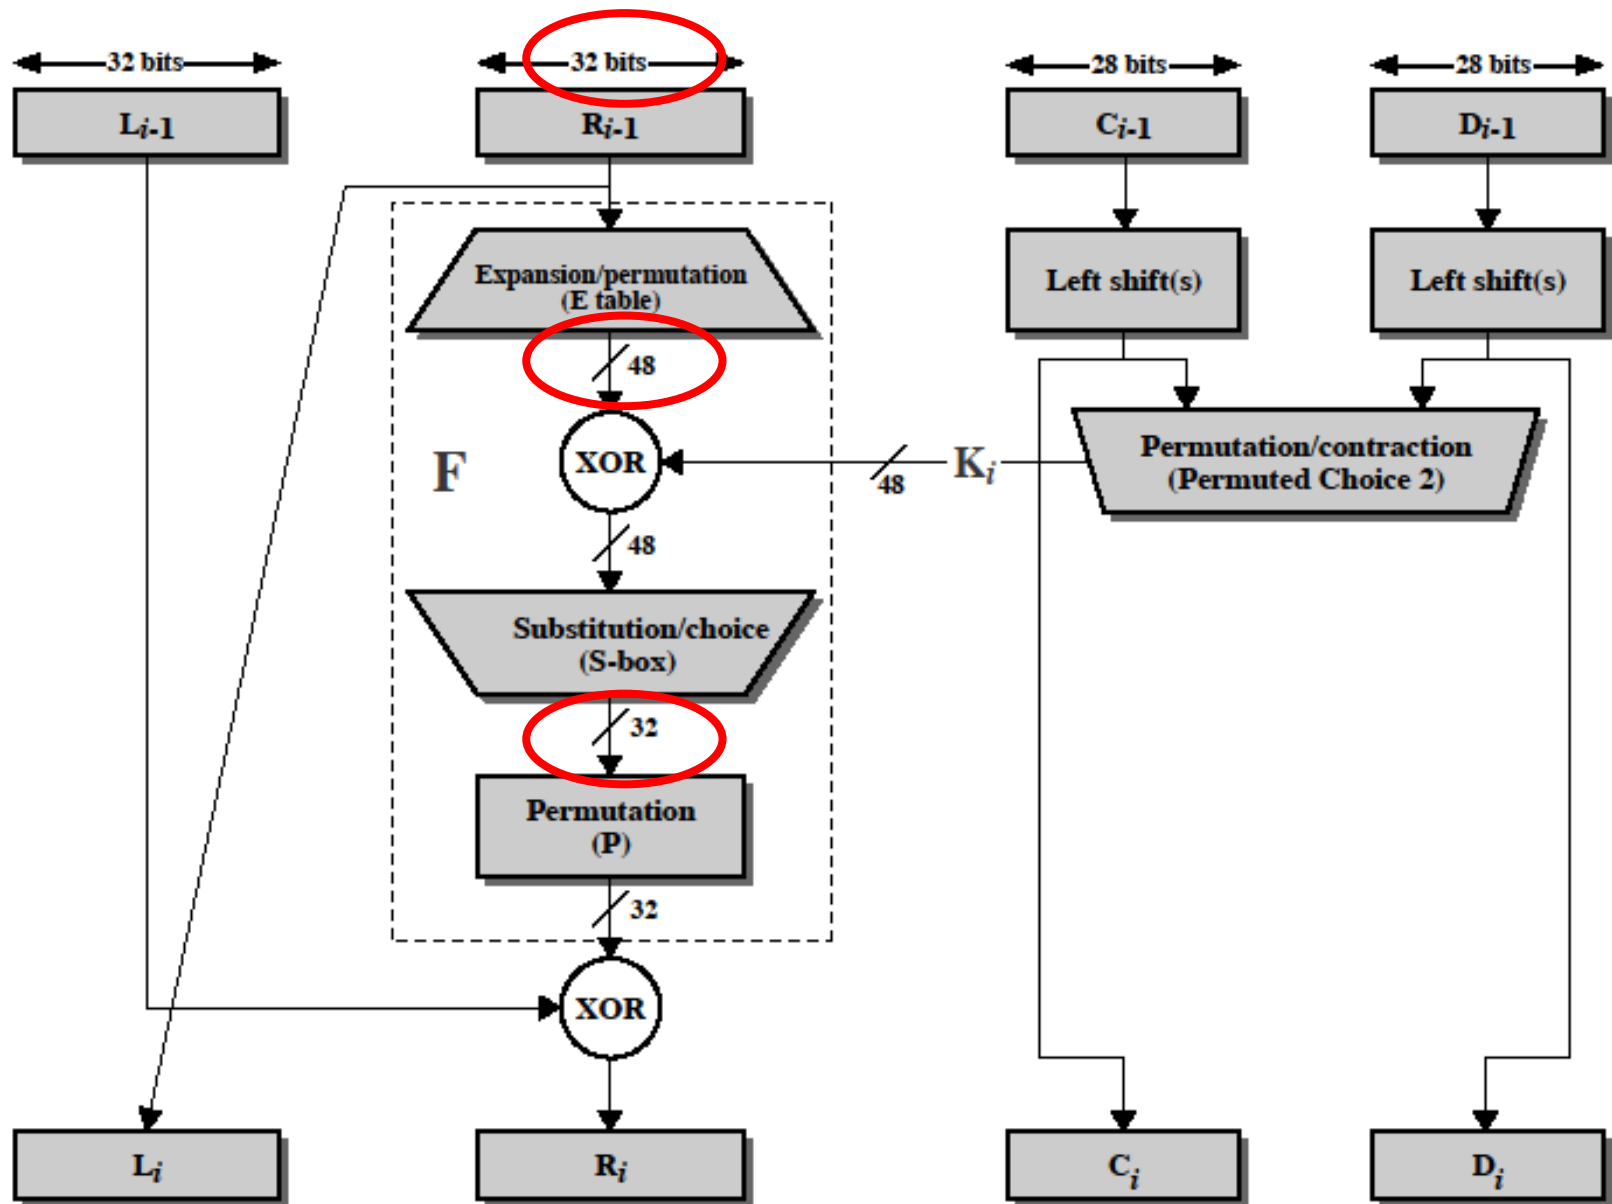 32 bits
32 bits
28 bits
28 bits
Li-1
Ri-1
Ci-1
Di-1
Expansion/permutation
(E table)
Left shift(s)
Left shift(s)
48
F
XOR
48
Ki
Permutation/contraction
(Permuted Choice 2)
48
Substitution/choice
(S-box)
32
Permutation
(P)
32
XOR
Li
Ri
Ci
Di